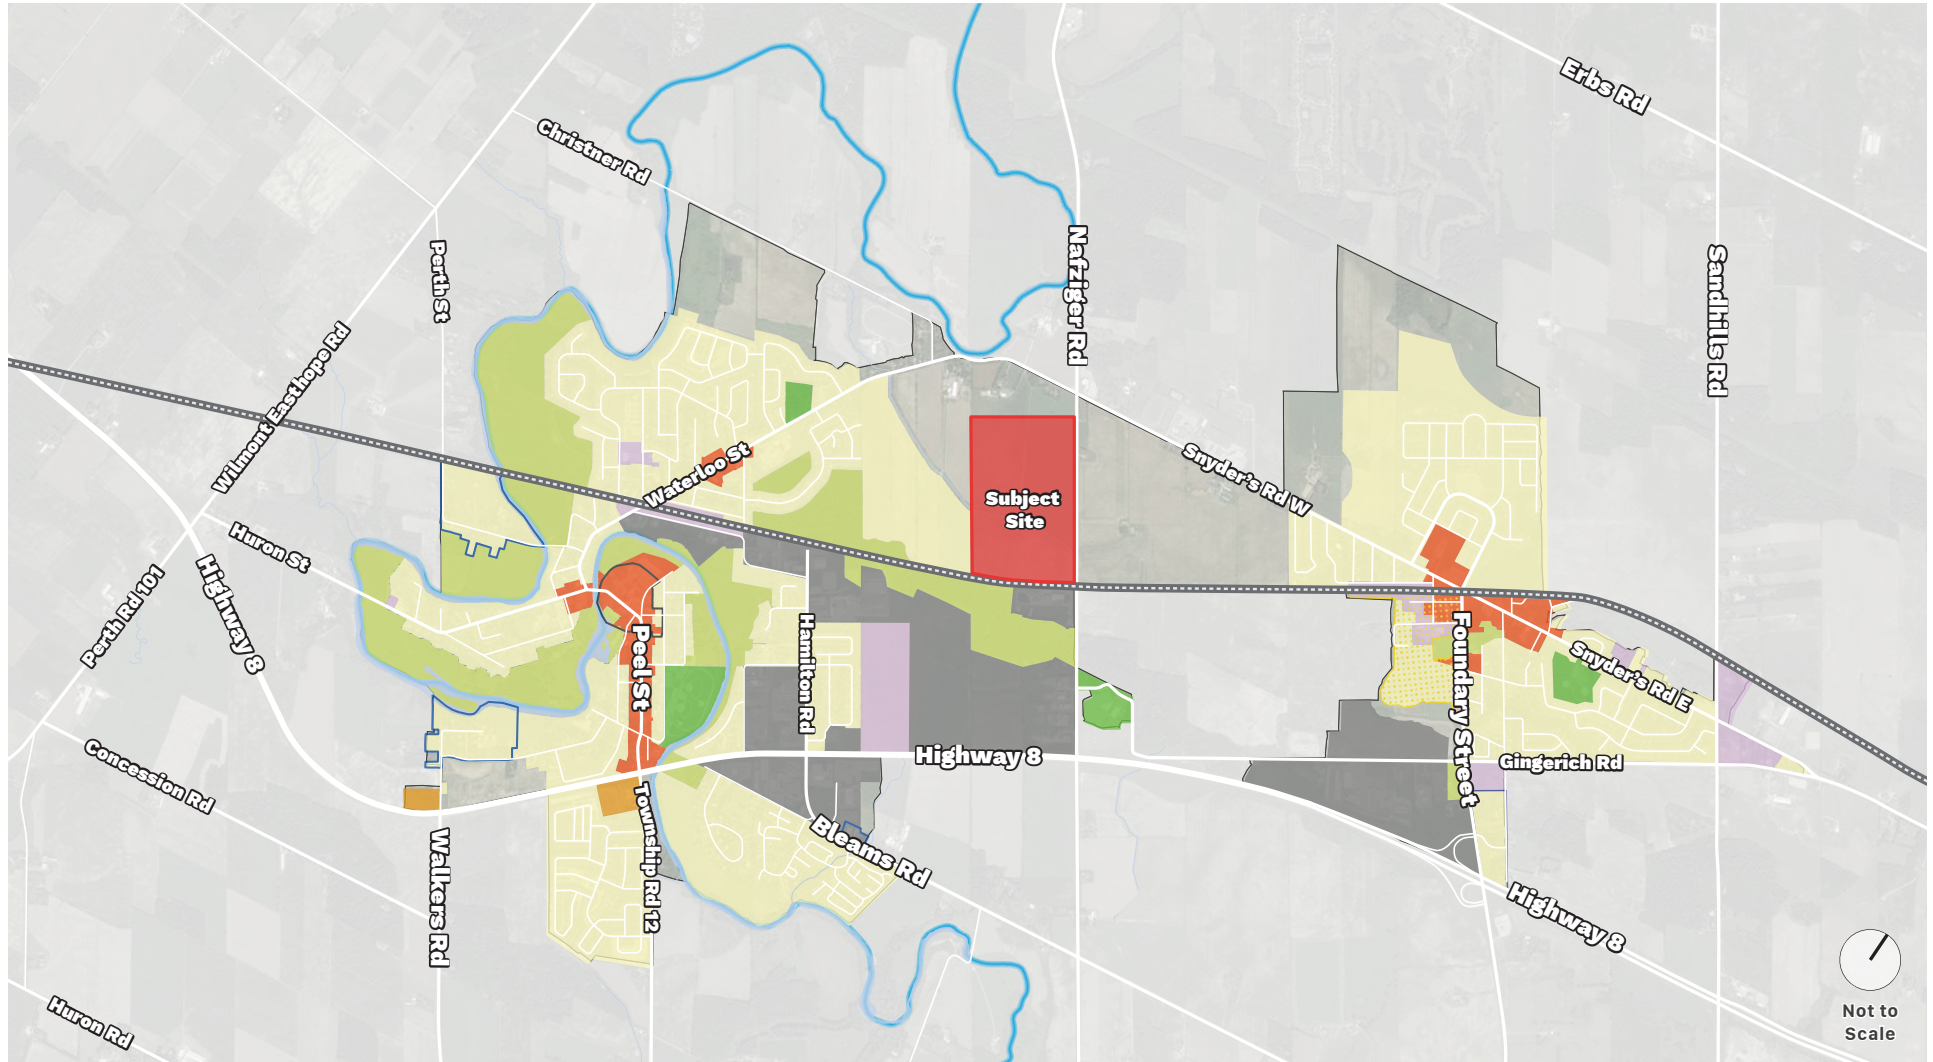 Erbs Rd
Christner Rd
Nafziger Rd
Perth St
Sandhills Rd
Wilmont Easthope Rd
Waterloo St
Snyder's Rd W
Subject
Site
Huron St
Highway 8
Perth Rd 101
Peel St
Hamilton Rd
Foundary Street
Snyder's Rd E
Concession Rd
Highway 8
Gingerich Rd
Township Rd 12
Bleams Rd
Walkers Rd
Highway 8
Huron Rd
Not to
Scale